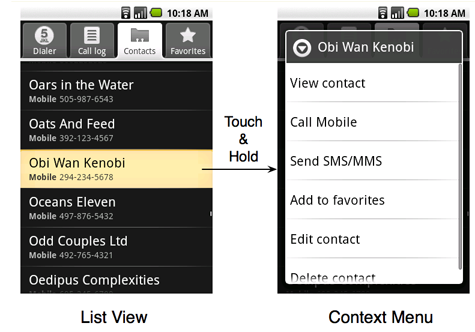 10:18 AM
5
Dialer
Call log
Contacts
Favorites
Oars in the Water
Mobile 505-987-6543
Oats And Feed
Mobile 392-123-4567
Obi Wan Kenobi
Mobile 294-234-5678
Oceans Eleven
Mobile 497-876-5432
Odd Couples Ltd
Mobile 492-765-4321
Oedipus Complexities
List View
Touch
&
Hold
10:18 AM
Obi Wan Kenobi
View contact
Call Mobile
Send SMS/MMS
Add to favorites
Edit contact
Delete contact
Context Menu